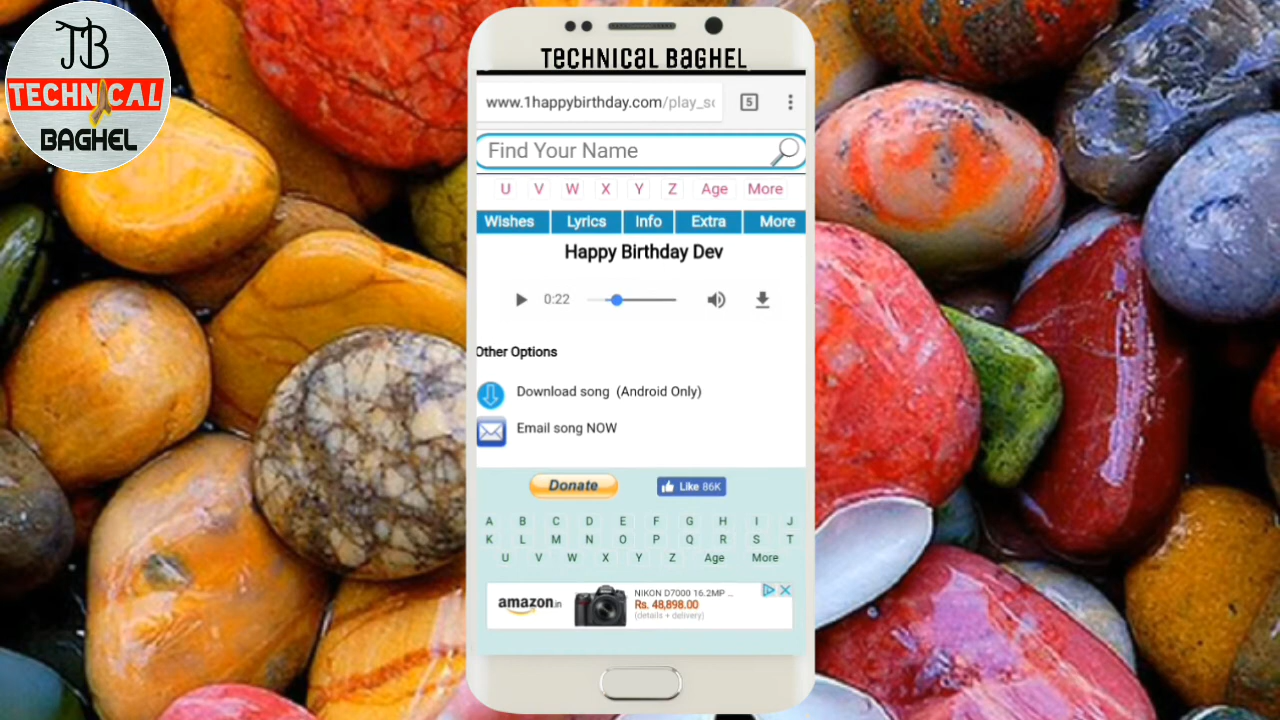 JB
TECHNICAL
BAGHEL
TECHNICAL BAGHEL
www.1happybirthday.com/play_s
5
Find Your Name
U V W X Y Z Age More
Wishes Lyrics Info Extra More
Happy Birthday Dev
0:22
Other Options
Download song (Android Only)
Email song NOW
Donate
Like 86K
A B C D E F G H I J
K L M N O P Q R S T
U V W X Y Z Age More
amazon.in
NIKON D7000 16.2MP ...
Rs. 48,898.00
(details + delivery)